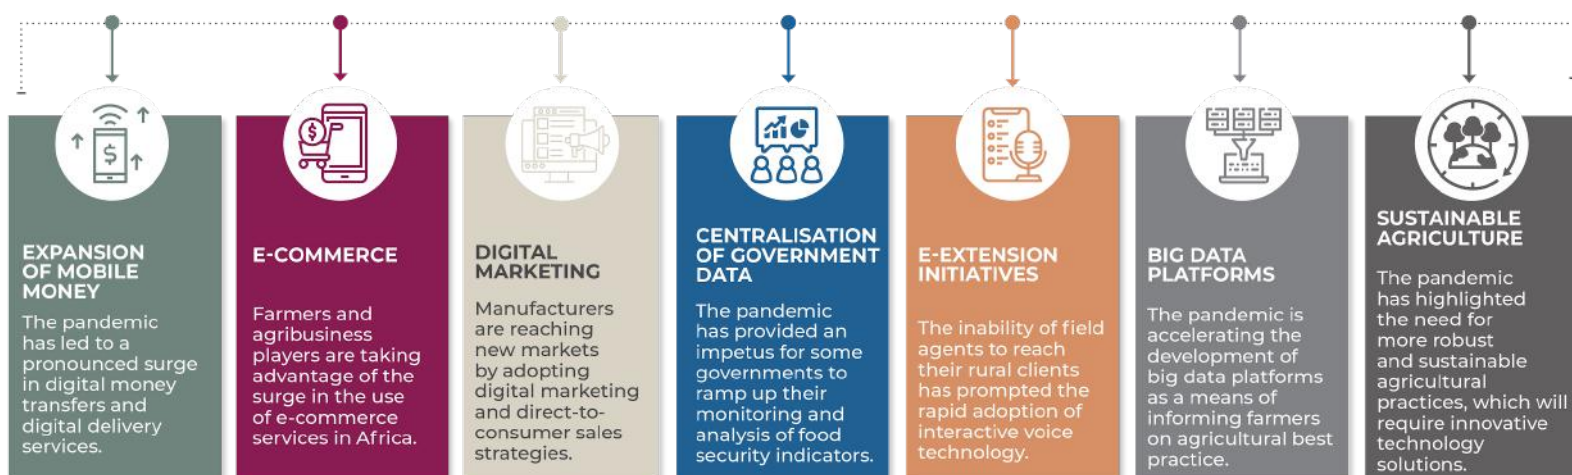 EXPANSION
OF MOBILE
MONEY
The pandemic
has led to a
pronounced surge
in digital money
transfers and
digital delivery
services.
E-COMMERCE
Farmers and
agribusiness
players are taking
advantage of the
surge in the use
of e-commerce
services in Africa.
DIGITAL
MARKETING
Manufacturers
are reaching
new markets
by adopting
digital marketing
and direct-to-
consumer sales
strategies.
CENTRALISATION
OF GOVERNMENT
DATA
The pandemic
has provided an
impetus for some
governments to
ramp up their
monitoring and
analysis of food
security indicators.
E-EXTENSION
INITIATIVES
The inability of field
agents to reach
their rural clients
has prompted the
rapid adoption of
interactive voice
technology.
BIG DATA
PLATFORMS
The pandemic is
accelerating the
development of
big data platforms
as a means of
informing farmers
on agricultural best
practice.
SUSTAINABLE
AGRICULTURE
The pandemic
has highlighted
the need for
more robust
and sustainable
agricultural
practices, which will
require innovative
technology
solutions.